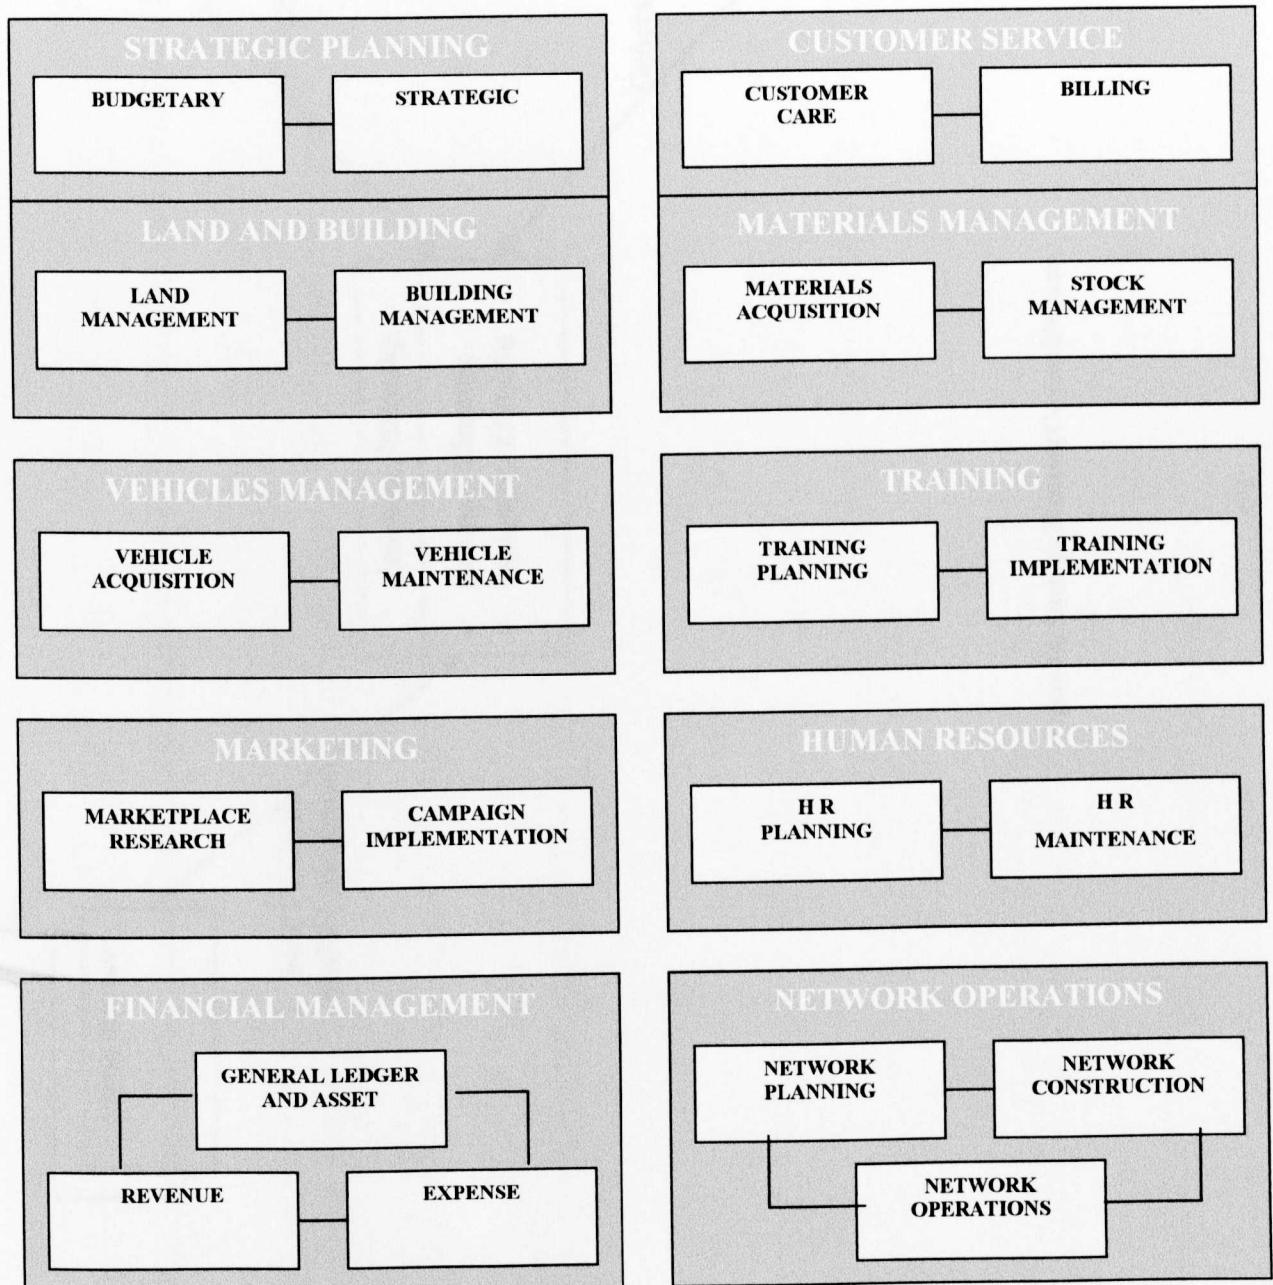 STRATEGIC PLANNING
BUDGETARY
STRATEGIC
LAND AND BUILDING
LAND
MANAGEMENT
BUILDING
MANAGEMENT
VEHICLES MANAGEMENT
VEHICLE
ACQUISITION
VEHICLE
MAINTENANCE
MARKETING
MARKETPLACE
RESEARCH
CAMPAIGN
IMPLEMENTATION
FINANCIAL MANAGEMENT
GENERAL LEDGER
AND ASSET
REVENUE
EXPENSE
CUSTOMER SERVICE
CUSTOMER
CARE
BILLING
MATERIALS MANAGEMENT
MATERIALS
ACQUISITION
STOCK
MANAGEMENT
TRAINING
TRAINING
PLANNING
TRAINING
IMPLEMENTATION
HUMAN RESOURCES
H R
PLANNING
H R
MAINTENANCE
NETWORK OPERATIONS
NETWORK
PLANNING
NETWORK
CONSTRUCTION
NETWORK
OPERATIONS